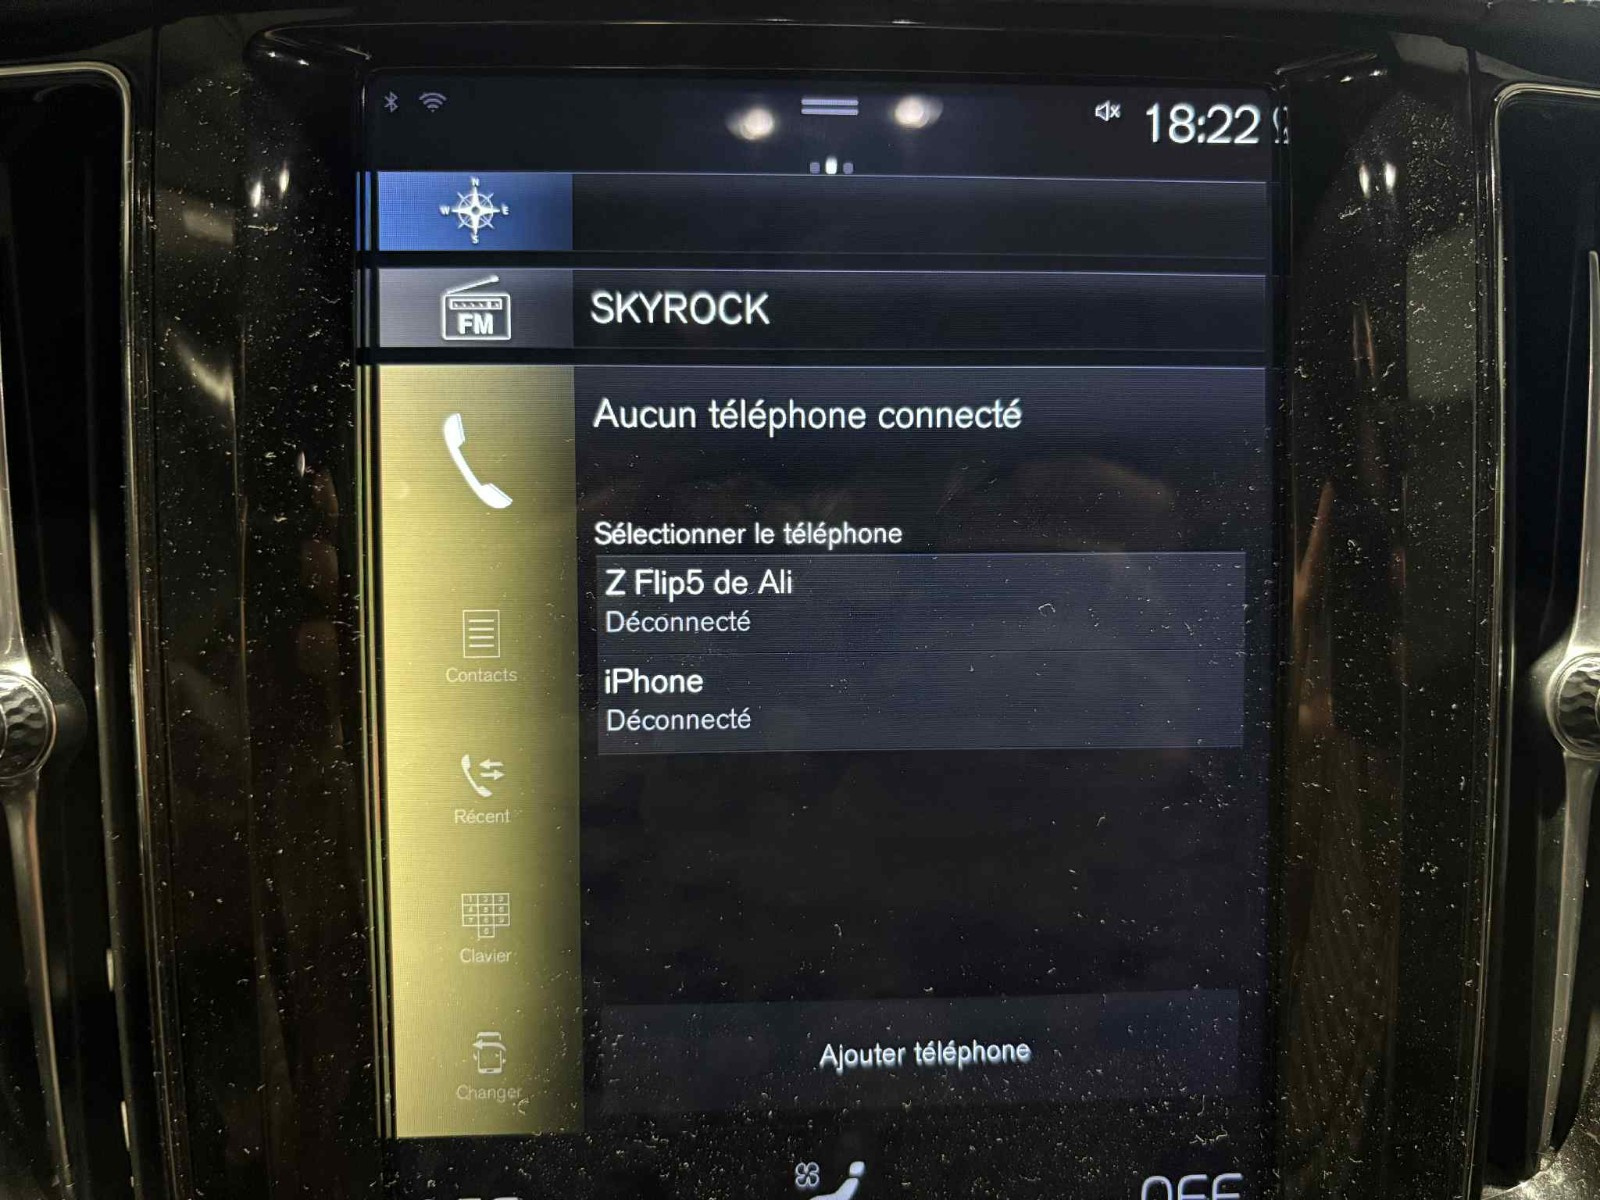 18:22
N
W E
S
FM
SKYROCK
Aucun téléphone connecté
Sélectionner le téléphone
Z Flip5 de Ali
Déconnecté
iPhone
Déconnecté
Contacts
Récent
Clavier
Changer
Ajouter téléphone
OFF